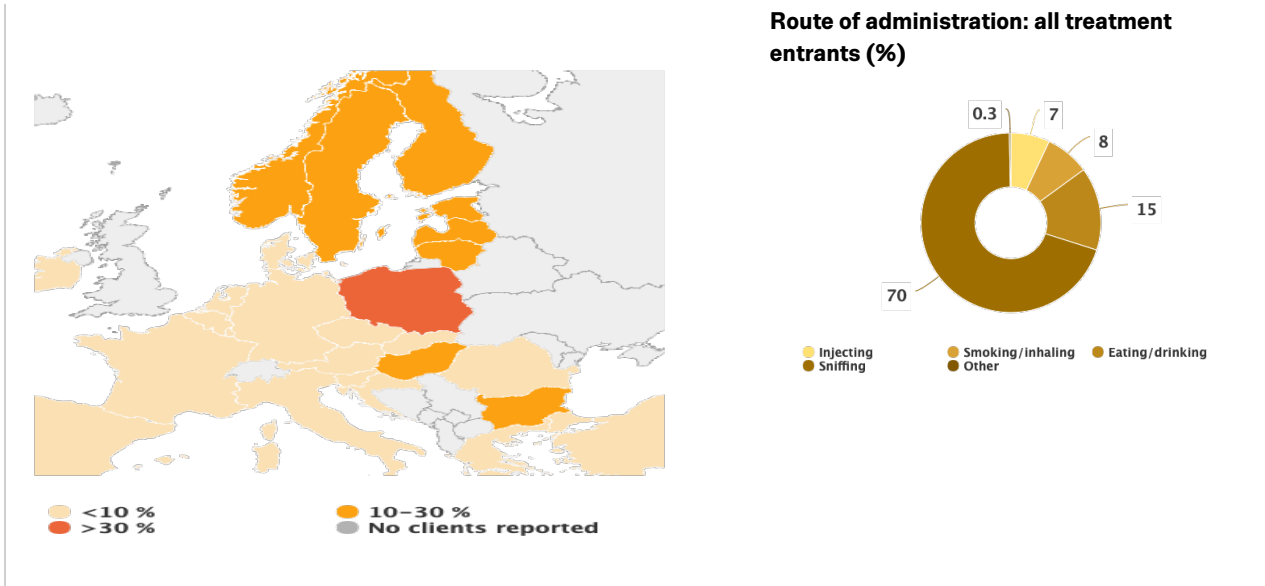 Route of administration: all treatment
entrants (%)
0.3
7
8
15
70
Injecting
Smoking/inhaling
Eating/drinking
Sniffing
Other
<10 %
10–30 %
>30 %
No clients reported